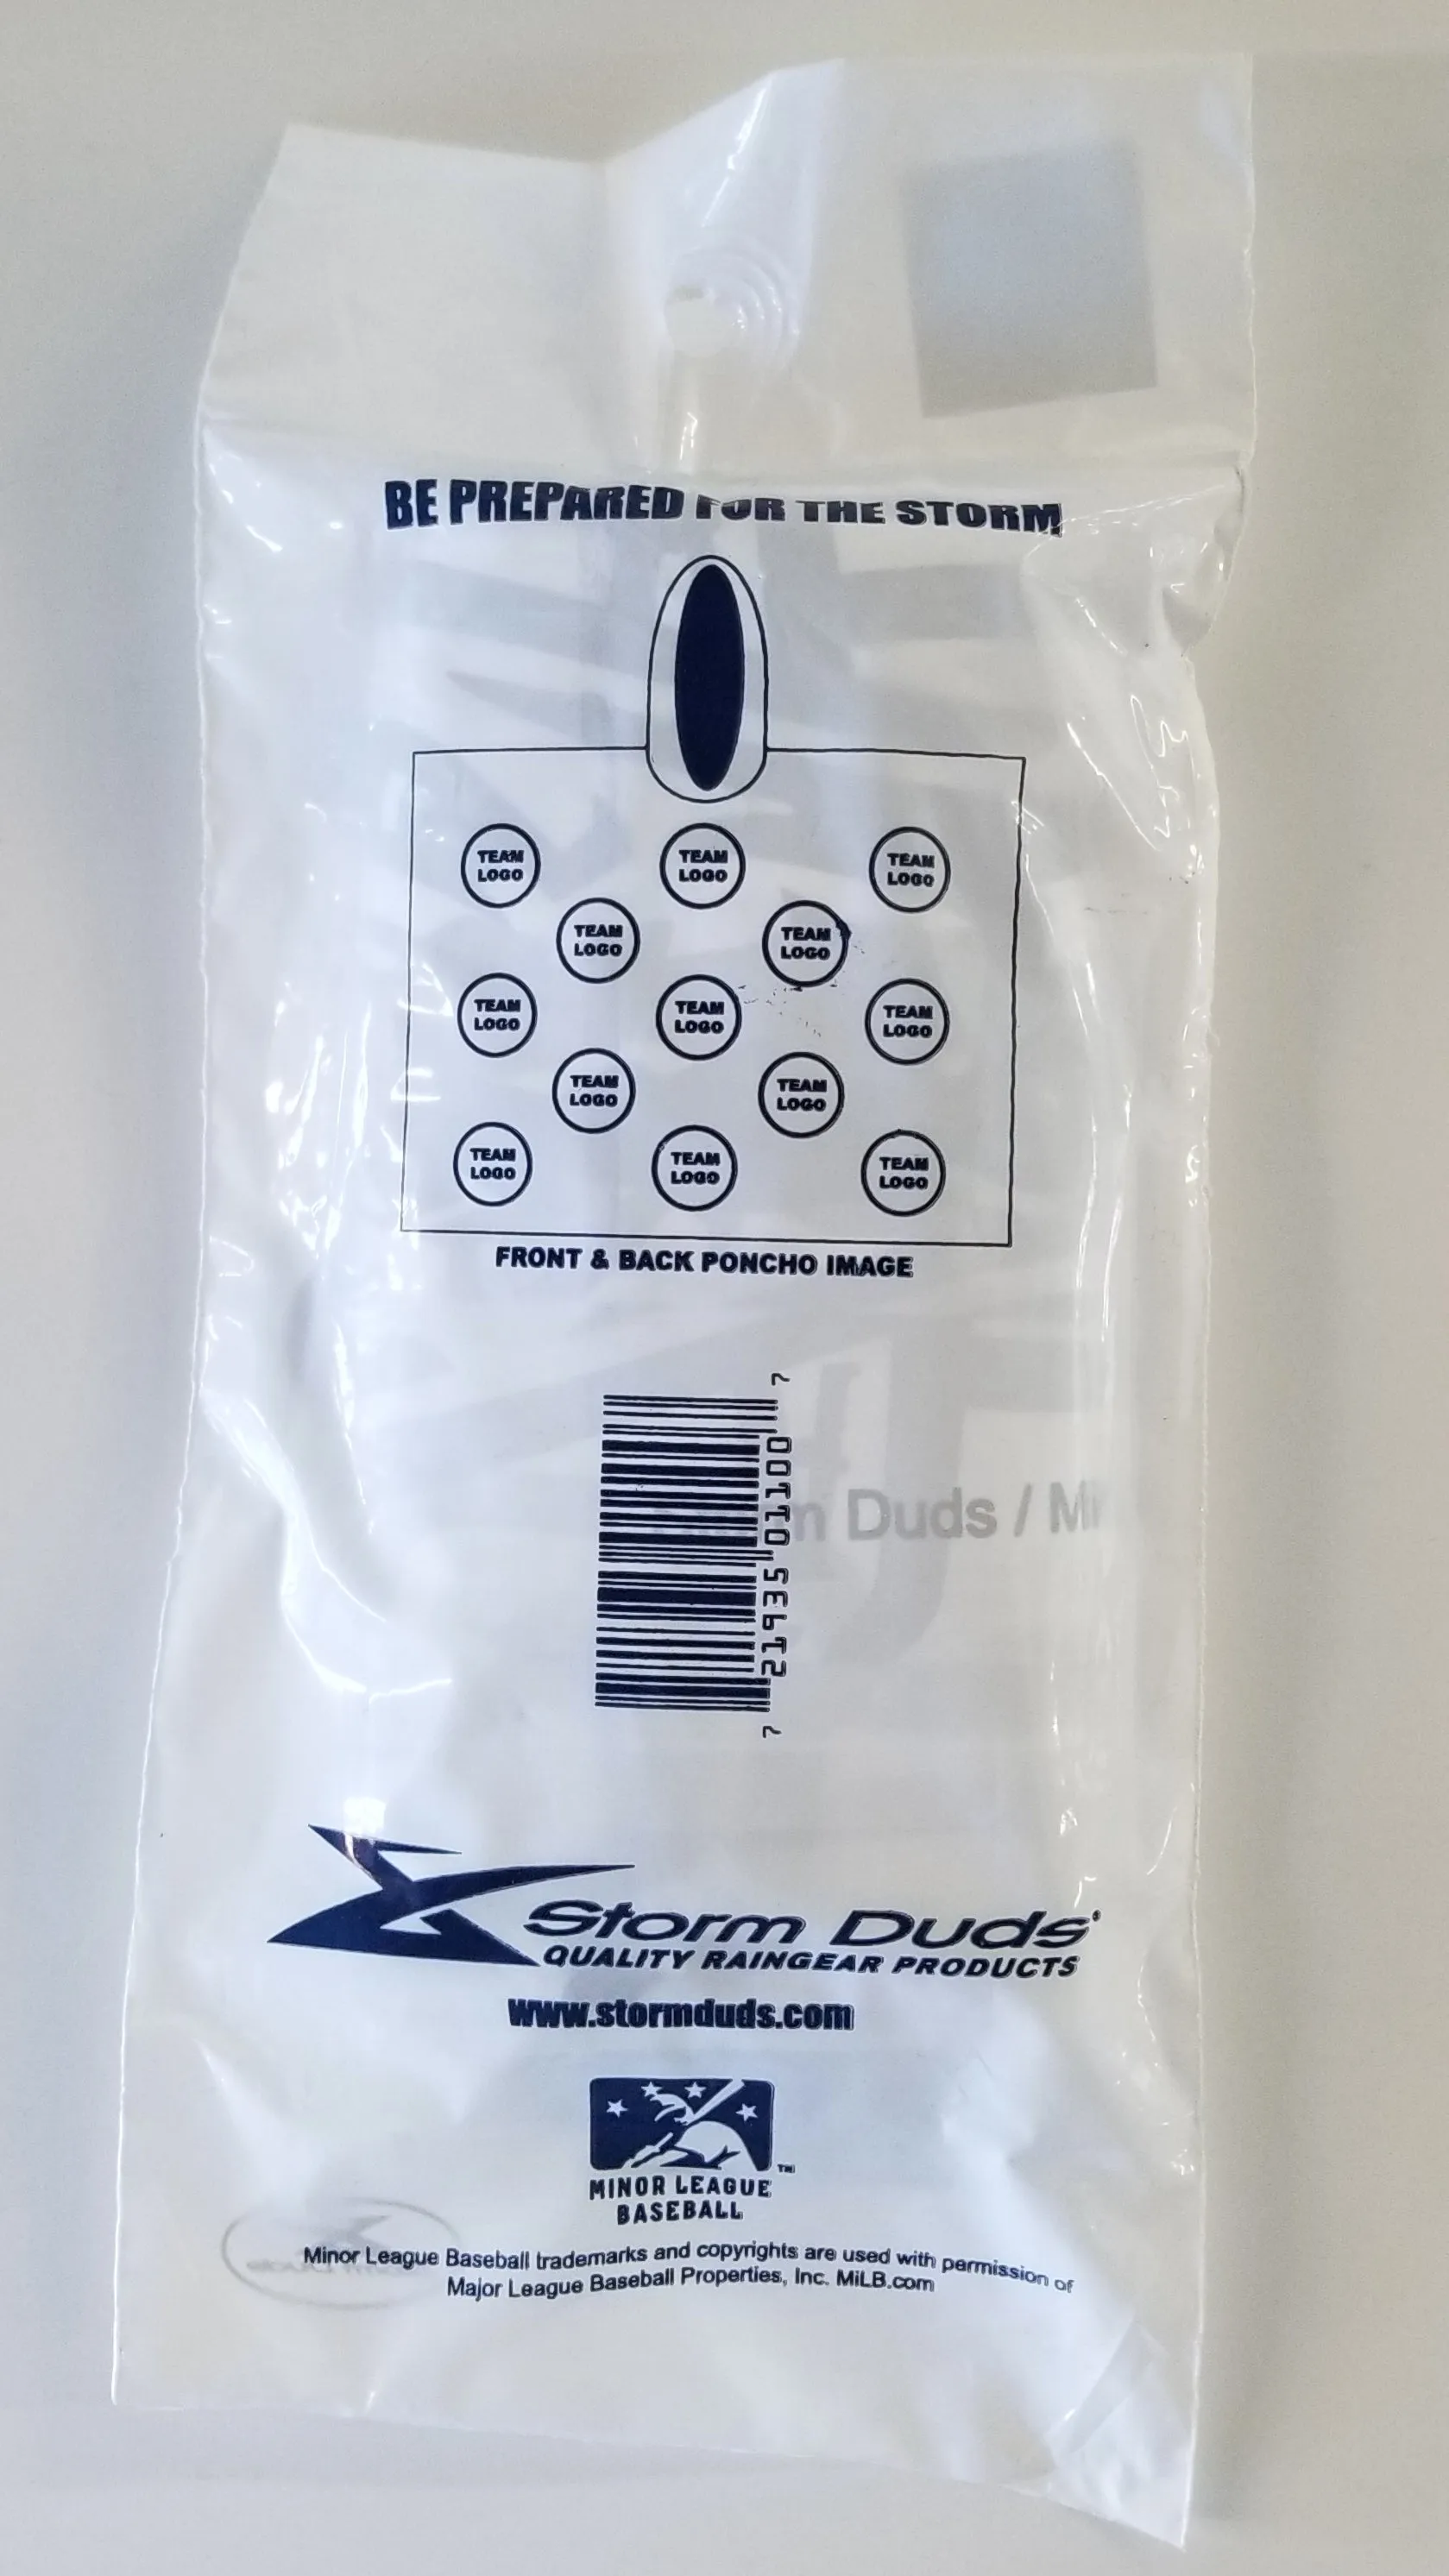 BE PREPARED FOR THE STORM
TEAM LOGO TEAM LOGO TEAM LOGO
TEAM LOGO TEAM LOGO
TEAM LOGO TEAM LOGO TEAM LOGO
TEAM LOGO TEAM LOGO
TEAM LOGO TEAM LOGO TEAM LOGO
FRONT & BACK PONCHO IMAGE
7 21935 01100 7
Duds / Mi
Storm Duds®
QUALITY RAINGEAR PRODUCTS
www.stormduds.com
TM
MINOR LEAGUE
BASEBALL
Minor League Baseball trademarks and copyrights are used with permission of
Major League Baseball Properties, Inc. MiLB.com